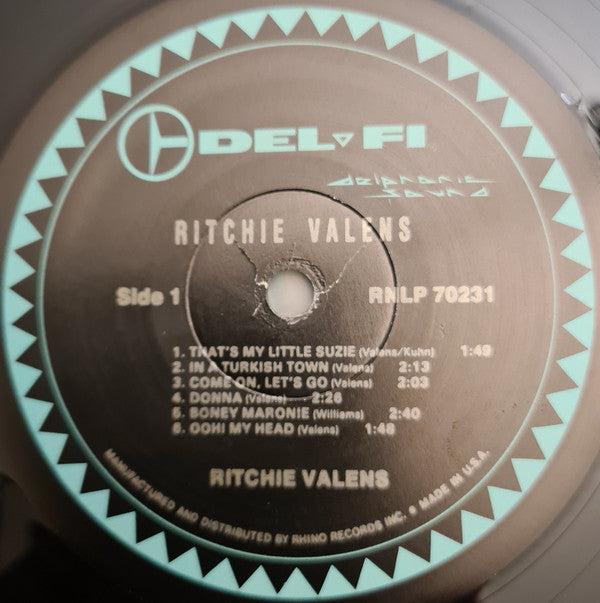 DEL-FI
delphonic
sound
RITCHIE VALENS
Side 1
RNLP 70231
1. THAT'S MY LITTLE SUZIE (Valens/Kuhn) 1:49
2. IN A TURKISH TOWN (Valens) 2:13
3. COME ON, LET'S GO (Valens) 2:03
4. DONNA (Valens) 2:26
5. BONEY MARONIE (Williams) 2:40
6. OOH! MY HEAD (Valens) 1:48
RITCHIE VALENS
MANUFACTURED AND DISTRIBUTED BY RHINO RECORDS INC. ● MADE IN U.S.A.